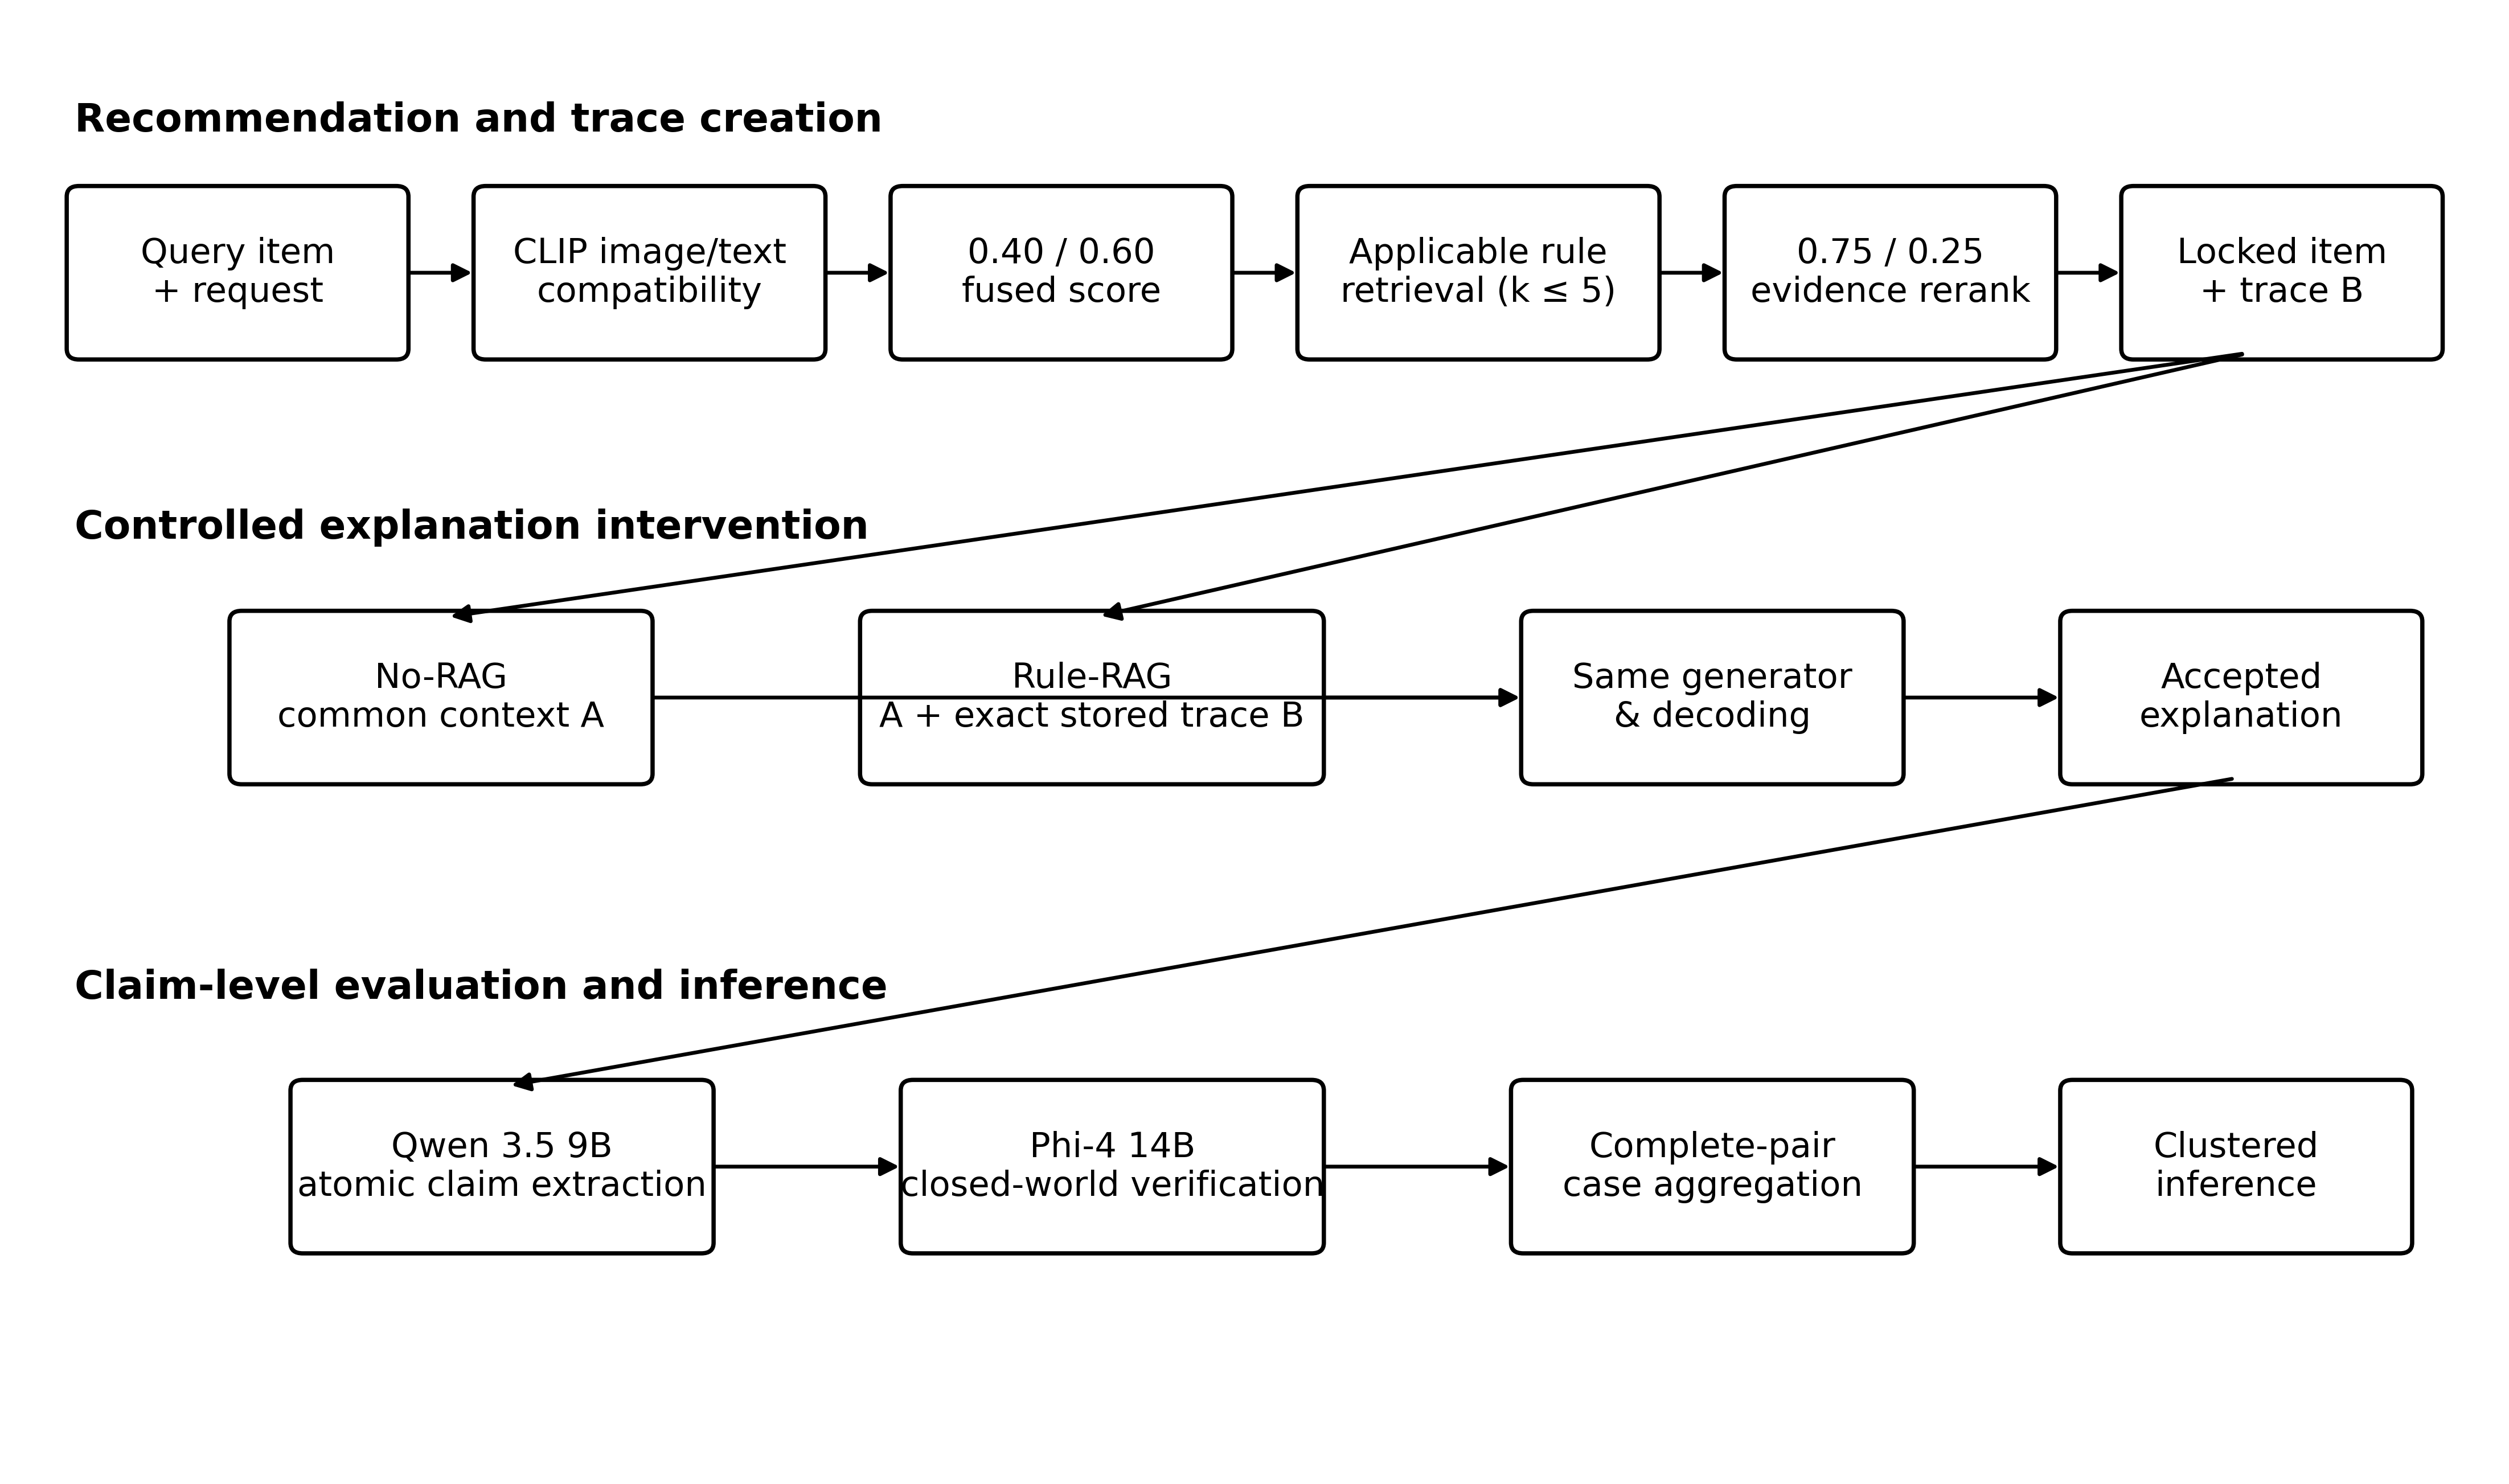 Recommendation and trace creation
Query item
+ request
CLIP image/text
compatibility
0.40 / 0.60
fused score
Applicable rule
retrieval (k ≤ 5)
0.75 / 0.25
evidence rerank
Locked item
+ trace B
Controlled explanation intervention
No-RAG
common context A
Rule-RAG
A + exact stored trace B
Same generator
& decoding
Accepted
explanation
Claim-level evaluation and inference
Qwen 3.5 9B
atomic claim extraction
Phi-4 14B
closed-world verification
Complete-pair
case aggregation
Clustered
inference